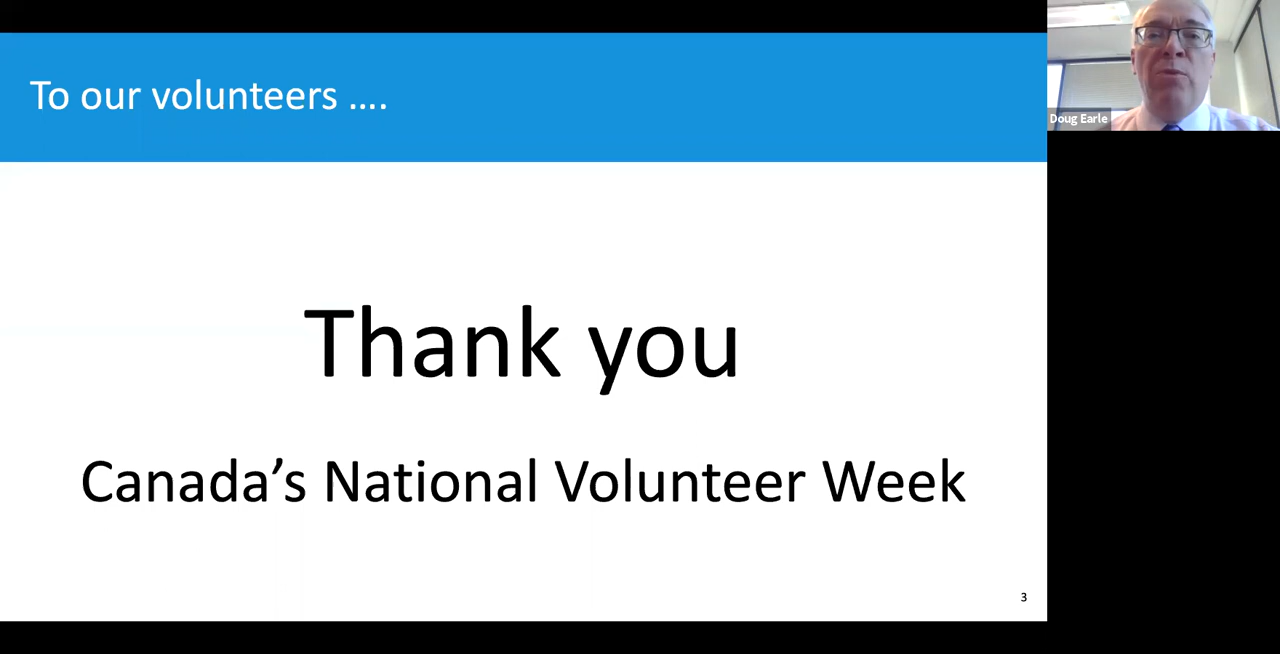 To our volunteers ....
Doug Earle
Thank you
Canada’s National Volunteer Week
3